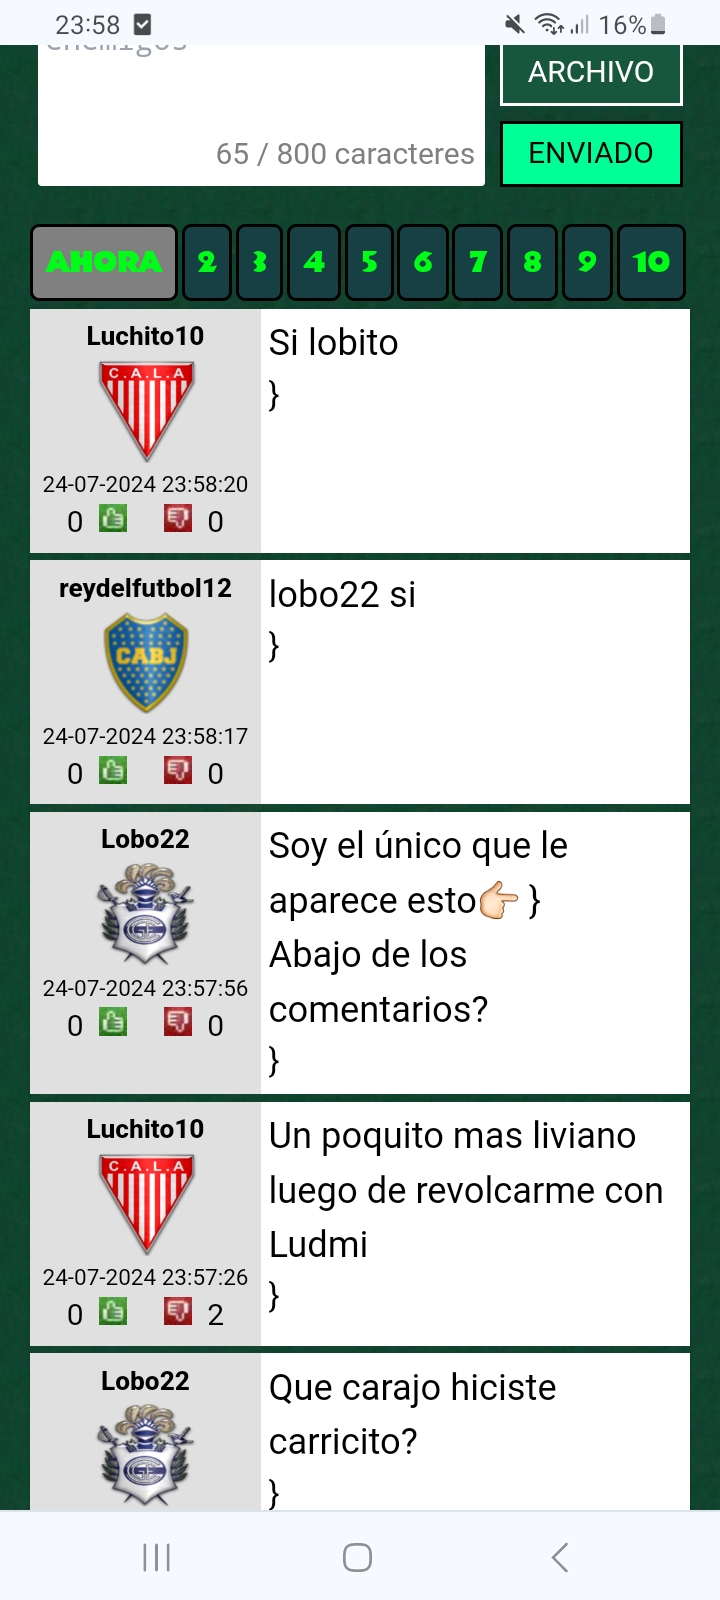 23:58
16%
ARCHIVO
65 / 800 caracteres
ENVIADO
AHORA 2 3 4 5 6 7 8 9 10
Luchito10
C.A.L.A
24-07-2024 23:58:20
0 0
Si lobito
}
reydelfutbol12
CABJ
24-07-2024 23:58:17
0 0
lobo22 si
}
Lobo22
24-07-2024 23:57:56
0 0
Soy el único que le
aparece esto👉🏻 }
Abajo de los
comentarios?
}
Luchito10
C.A.L.A
24-07-2024 23:57:26
0 2
Un poquito mas liviano
luego de revolcarme con
Ludmi
}
Lobo22
Que carajo hiciste
carricito?
}